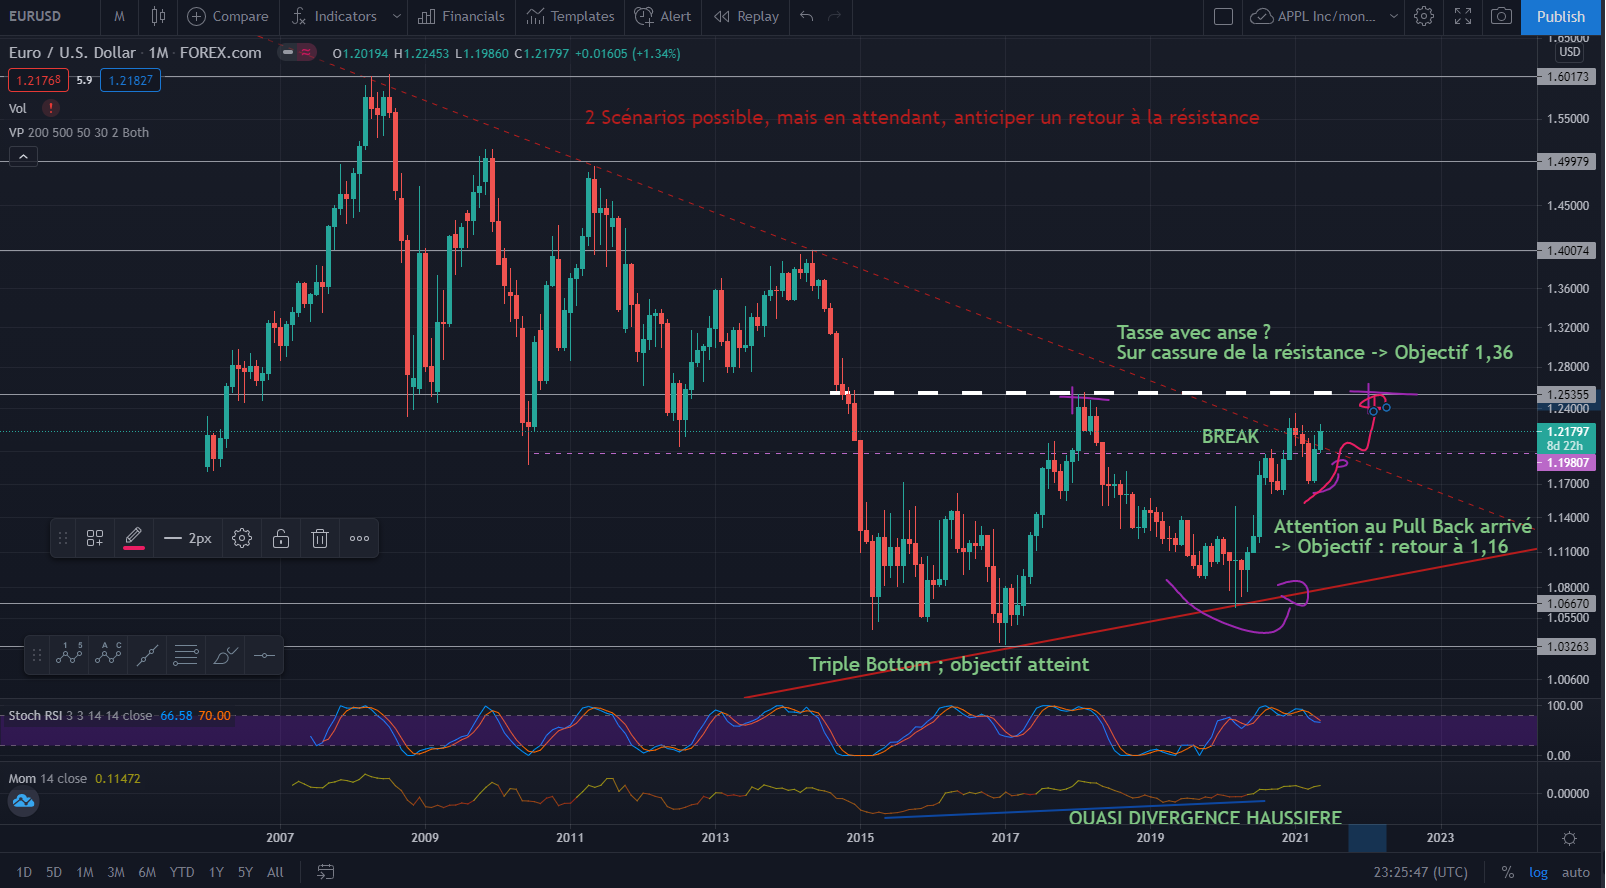 EURUSD M Compare Indicators Financials Templates Alert Replay APPL Inc/mon... Publish
Euro / U.S. Dollar · 1M · FOREX.com O1.20194 H1.22453 L1.19860 C1.21797 +0.01605 (+1.34%)
1.21768 5.9 1.21827
Vol
VP 200 500 50 30 2 Both
1.65000
USD
1.60173
2 Scénarios possible, mais en attendant, anticiper un retour à la résistance
1.55000
1.49979
1.45000
1.40074
1.36000
1.32000
Tasse avec anse ?
Sur cassure de la résistance -> Objectif 1,36
1.28000
1.25355
1.24000
BREAK
1.21797
8d 22h
1.19807
1.17000
1.14000
Attention au Pull Back arrivé
-> Objectif : retour à 1,16
1.11000
2px
1.08000
1.06670
1.05500
1.03263
Triple Bottom ; objectif atteint
1.00600
Stoch RSI 3 3 14 14 close 66.58 70.00
100.00
0.00
Mom 14 close 0.11472
0.00000
QUASI DIVERGENCE HAUSSIERE
2007 2009 2011 2013 2015 2017 2019 2021 2023
1D 5D 1M 3M 6M YTD 1Y 5Y All 23:25:47 (UTC) % log auto